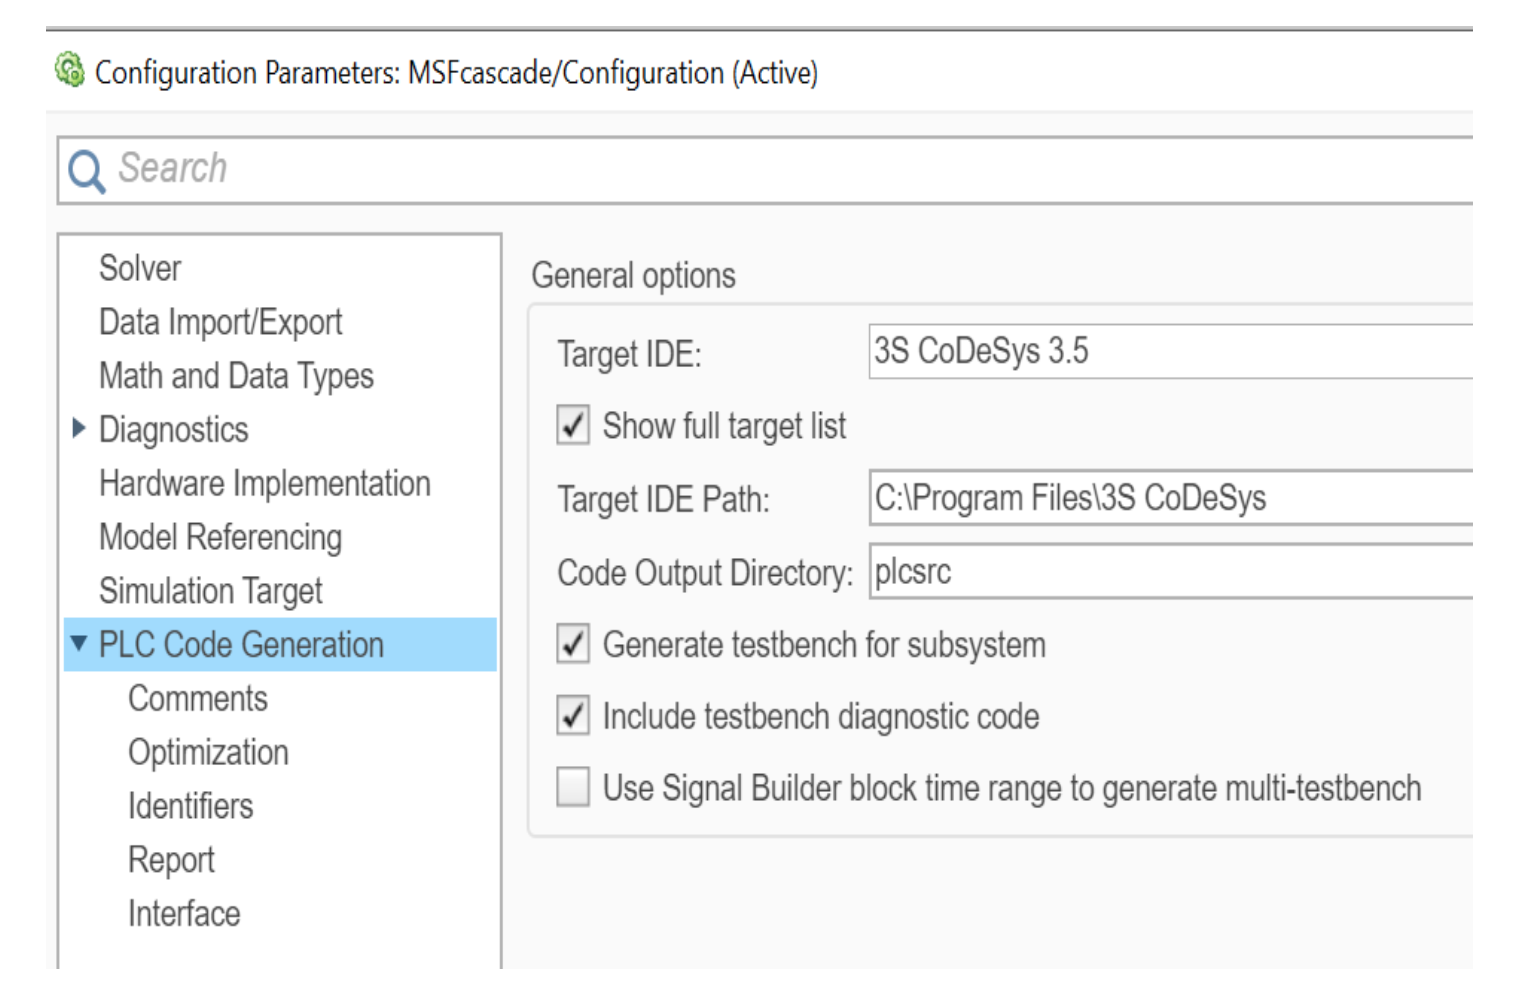 Configuration Parameters: MSFcascade/Configuration (Active)
Search
Solver
Data Import/Export
Math and Data Types
Diagnostics
Hardware Implementation
Model Referencing
Simulation Target
PLC Code Generation
Comments
Optimization
Identifiers
Report
Interface
General options
Target IDE: 3S CoDeSys 3.5
Show full target list
Target IDE Path: C:\Program Files\3S CoDeSys
Code Output Directory: plcsrc
Generate testbench for subsystem
Include testbench diagnostic code
Use Signal Builder block time range to generate multi-testbench